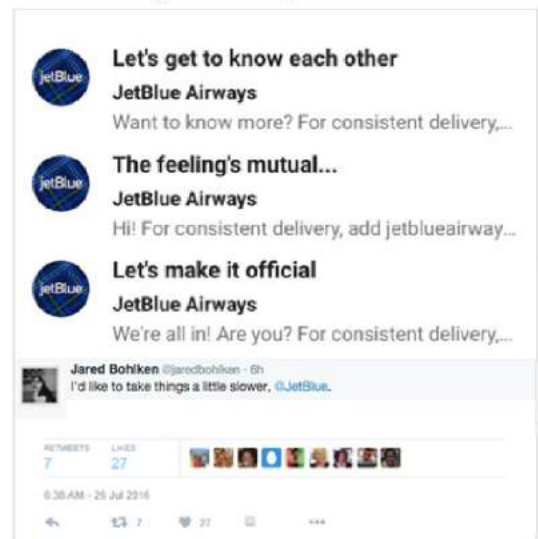 jetBlue
Let's get to know each other
JetBlue Airways
Want to know more? For consistent delivery,...
jetBlue
The feeling's mutual...
JetBlue Airways
Hi! For consistent delivery, add jetblueairway...
jetBlue
Let's make it official
JetBlue Airways
We're all in! Are you? For consistent delivery,...
Jared Bohlken @jaredbohlken · 6h
I'd like to take things a little slower, @JetBlue.
RETWEETS LIKES
7 27
6:38 AM - 26 Jul 2016
7 27